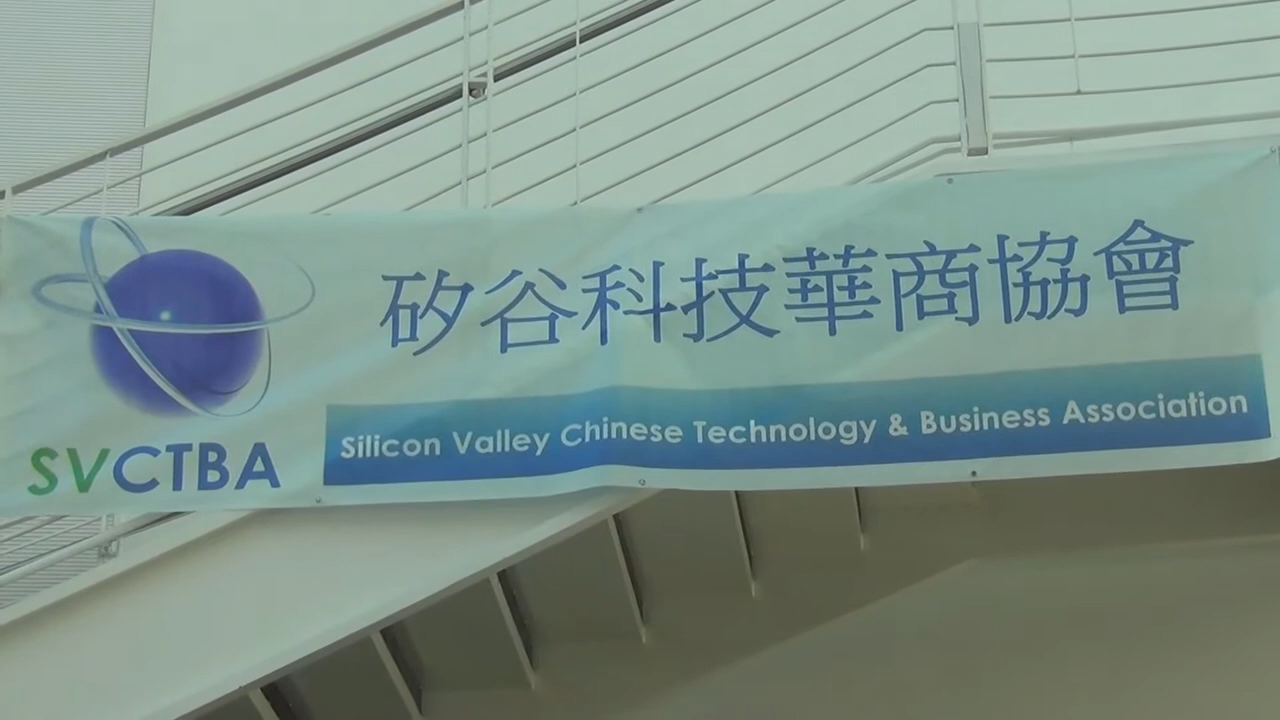 矽谷科技華商協會
SVCTBA
Silicon Valley Chinese Technology & Business Association